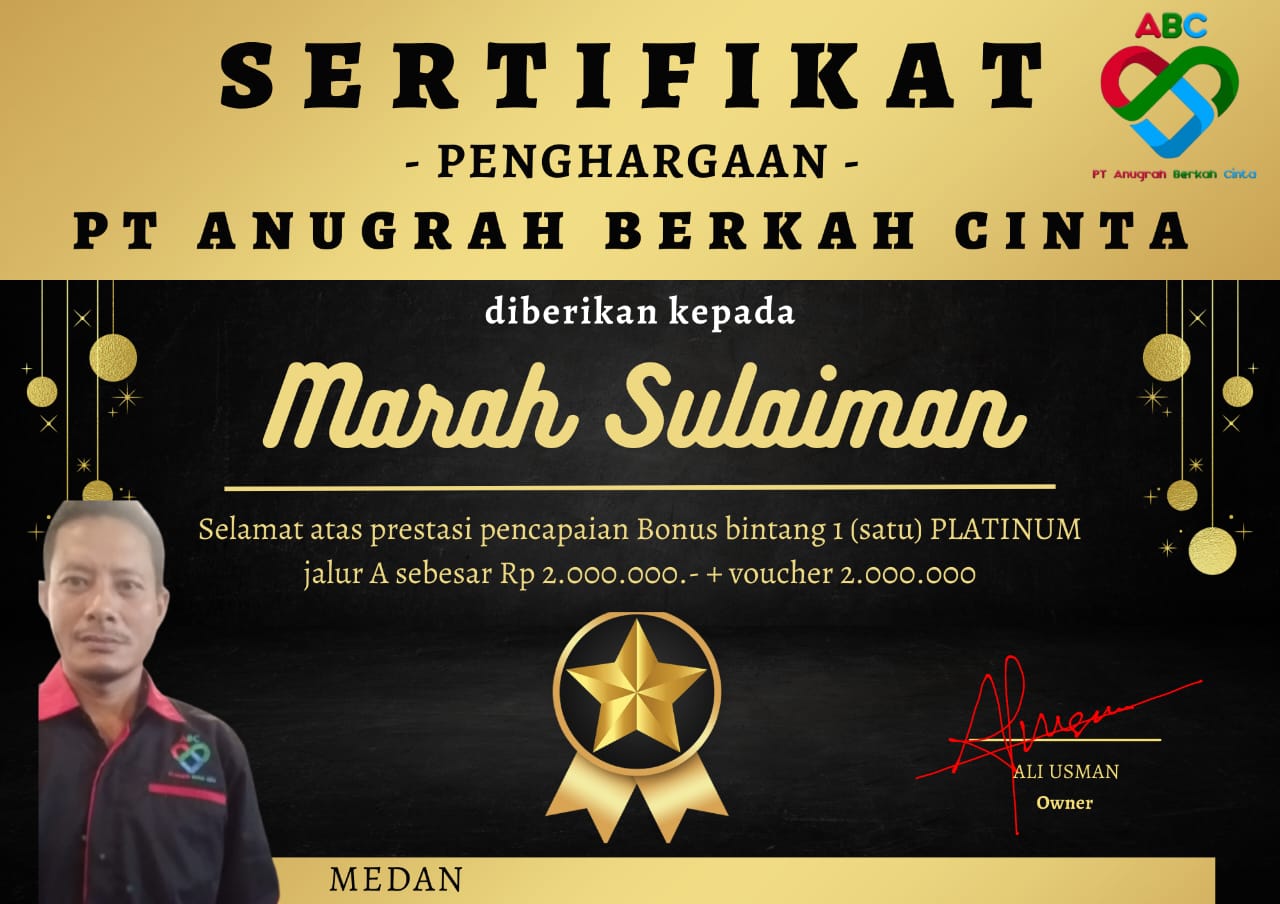 SERTIFIKAT
- PENGHARGAAN -
PT ANUGRAH BERKAH CINTA
ABC
PT Anugrah Berkah Cinta
diberikan kepada
Marah Sulaiman
Selamat atas prestasi pencapaian Bonus bintang 1 (satu) PLATINUM
jalur A sebesar Rp 2.000.000.- + voucher 2.000.000
ABC
ALI USMAN
Owner
MEDAN